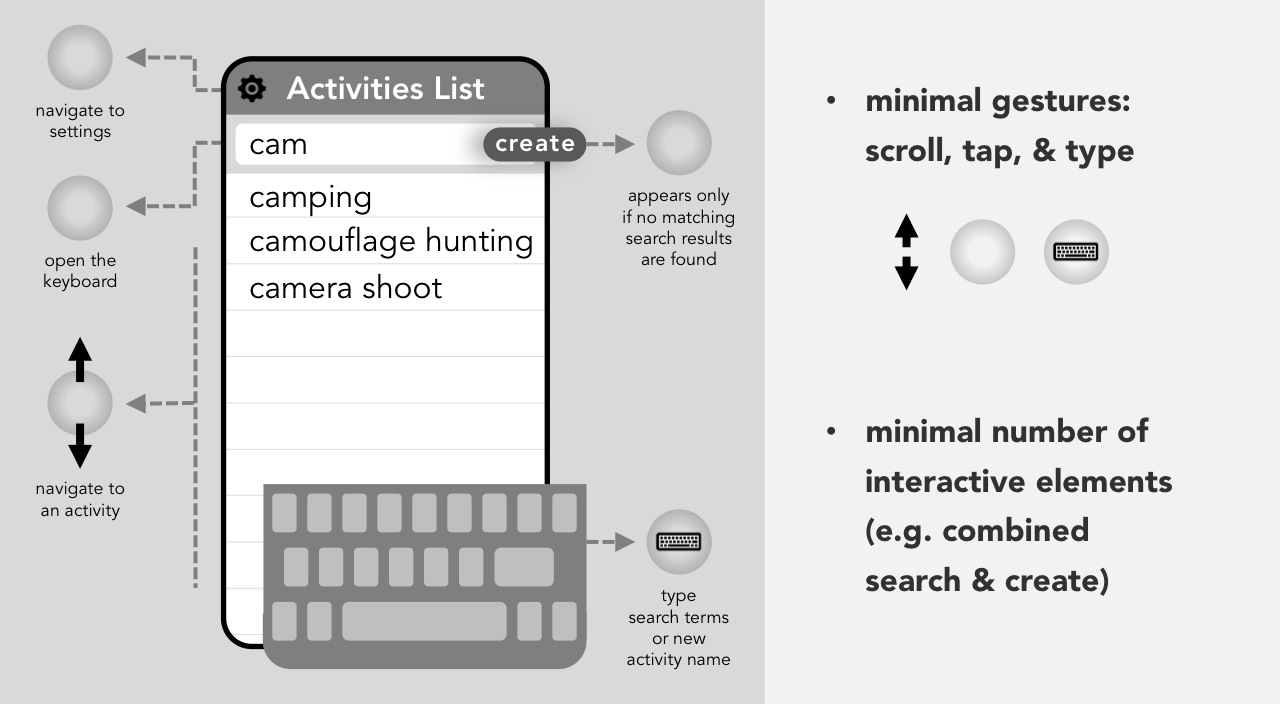 Activities List
cam
create
camping
camouflage hunting
camera shoot
navigate to
settings
open the
keyboard
navigate to
an activity
appears only
if no matching
search results
are found
type
search terms
or new
activity name
• minimal gestures:
scroll, tap, & type
• minimal number of
interactive elements
(e.g. combined
search & create)